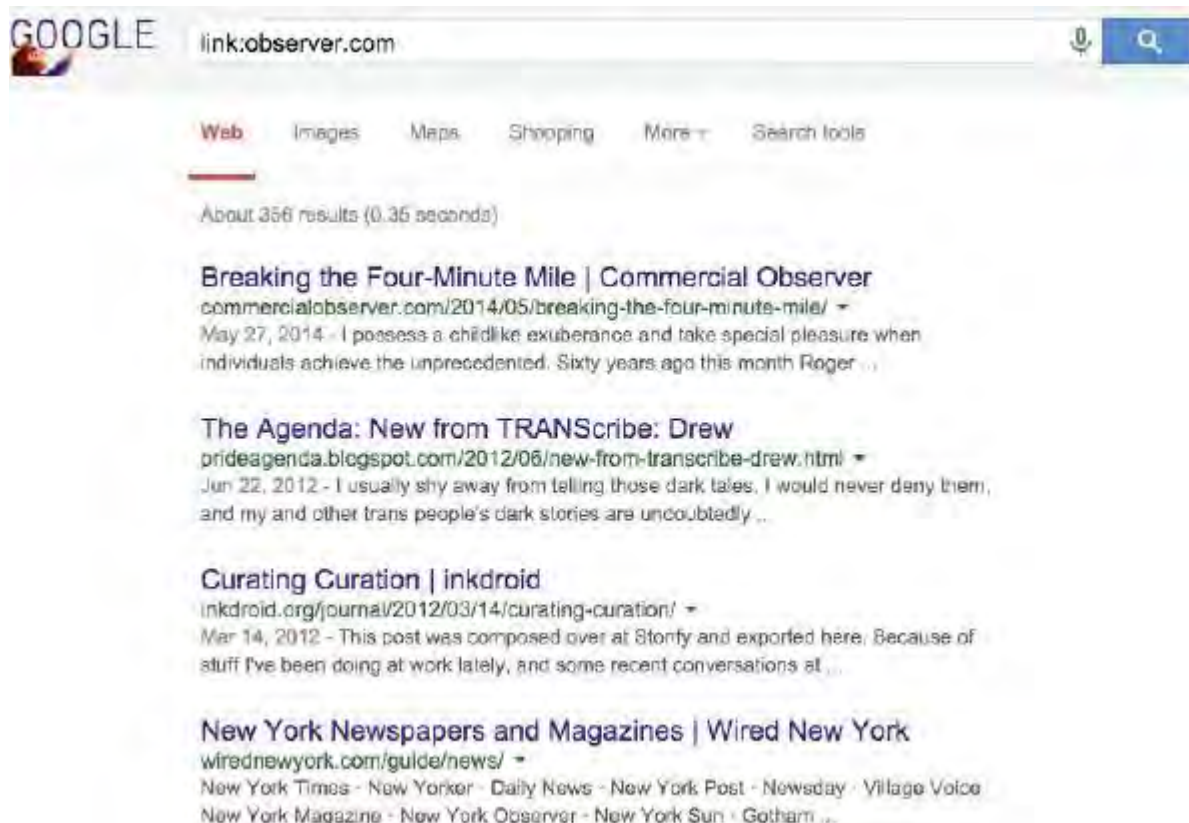 GOOGLE
link:observer.com
Web Images Maps Shopping More Search tools
About 356 results (0.35 seconds)
Breaking the Four-Minute Mile | Commercial Observer
commercialobserver.com/2014/05/breaking-the-four-minute-mile/
May 27, 2014 - I possess a childlike exuberance and take special pleasure when
individuals achieve the unprecedented. Sixty years ago this month Roger ...
The Agenda: New from TRANScribe: Drew
prideagenda.blogspot.com/2012/06/new-from-transcribe-drew.html
Jun 22, 2012 - I usually shy away from telling those dark tales. I would never deny them,
and my and other trans people's dark stories are undoubtedly ...
Curating Curation | inkdroid
inkdroid.org/journal/2012/03/14/curating-curation/
Mar 14, 2012 - This post was composed over at Storify and exported here. Because of
stuff I've been doing at work lately, and some recent conversations at ...
New York Newspapers and Magazines | Wired New York
wirednewyork.com/guide/news/
New York Times - New Yorker - Daily News - New York Post - Newsday - Village Voice
New York Magazine - New York Observer - New York Sun - Gotham ...